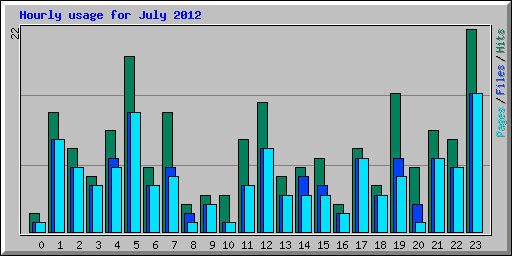 Hourly usage for July 2012
22
Pages/Files/Hits
0 1 2 3 4 5 6 7 8 9 10 11 12 13 14 15 16 17 18 19 20 21 22 23